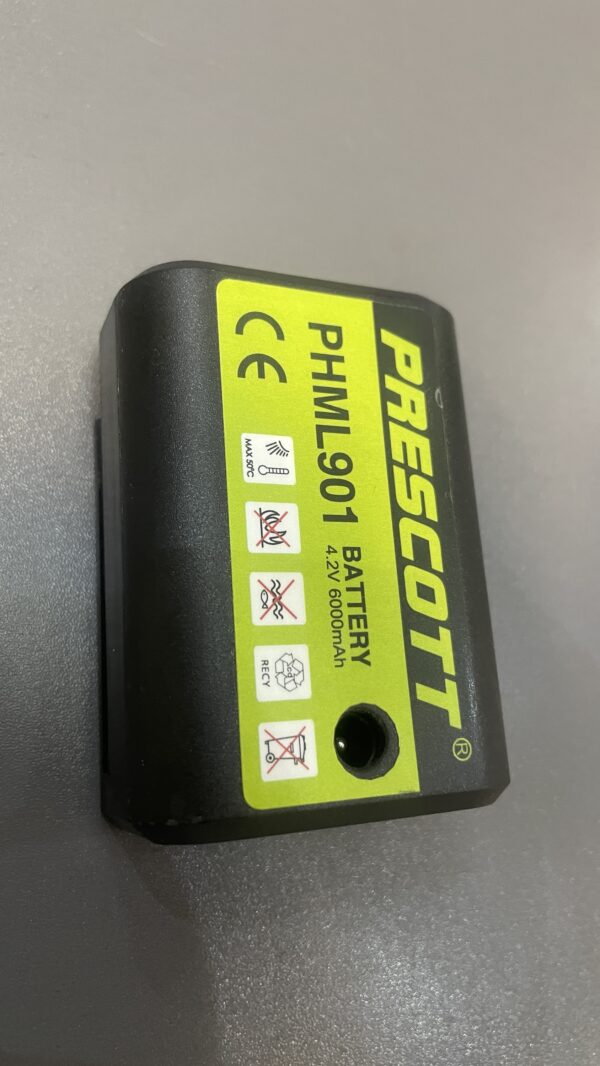 PRESCOTT®
PHML901 BATTERY
4.2V 6000mAh
CE
MAX 50°C
RECY